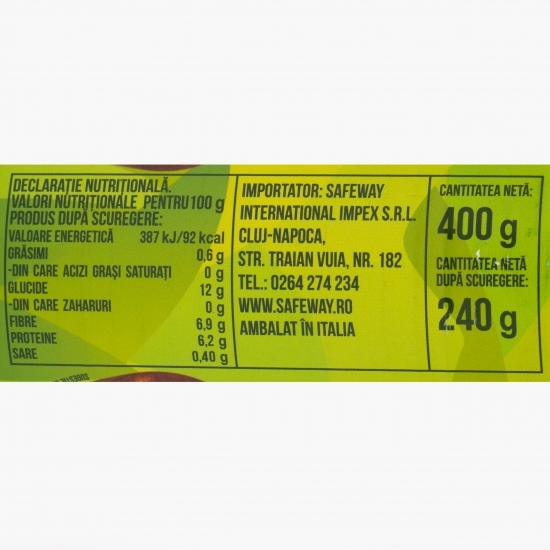 DECLARAȚIE NUTRIȚIONALĂ.
VALORI NUTRIȚIONALE PENTRU 100 g
PRODUS DUPĂ SCUREGERE:
VALOARE ENERGETICĂ 387 kJ/92 kcal
GRĂSIMI 0,6 g
-DIN CARE ACIZI GRAȘI SATURAȚI 0 g
GLUCIDE 12 g
-DIN CARE ZAHARURI 0 g
FIBRE 6,9 g
PROTEINE 6,2 g
SARE 0,40 g
IMPORTATOR: SAFEWAY
INTERNATIONAL IMPEX S.R.L.
CLUJ-NAPOCA,
STR. TRAIAN VUIA, NR. 182
TEL.: 0264 274 234
WWW.SAFEWAY.RO
AMBALAT ÎN ITALIA
CANTITATEA NETĂ:
400 g
CANTITATEA NETĂ
DUPĂ SCUREGERE:
240 g